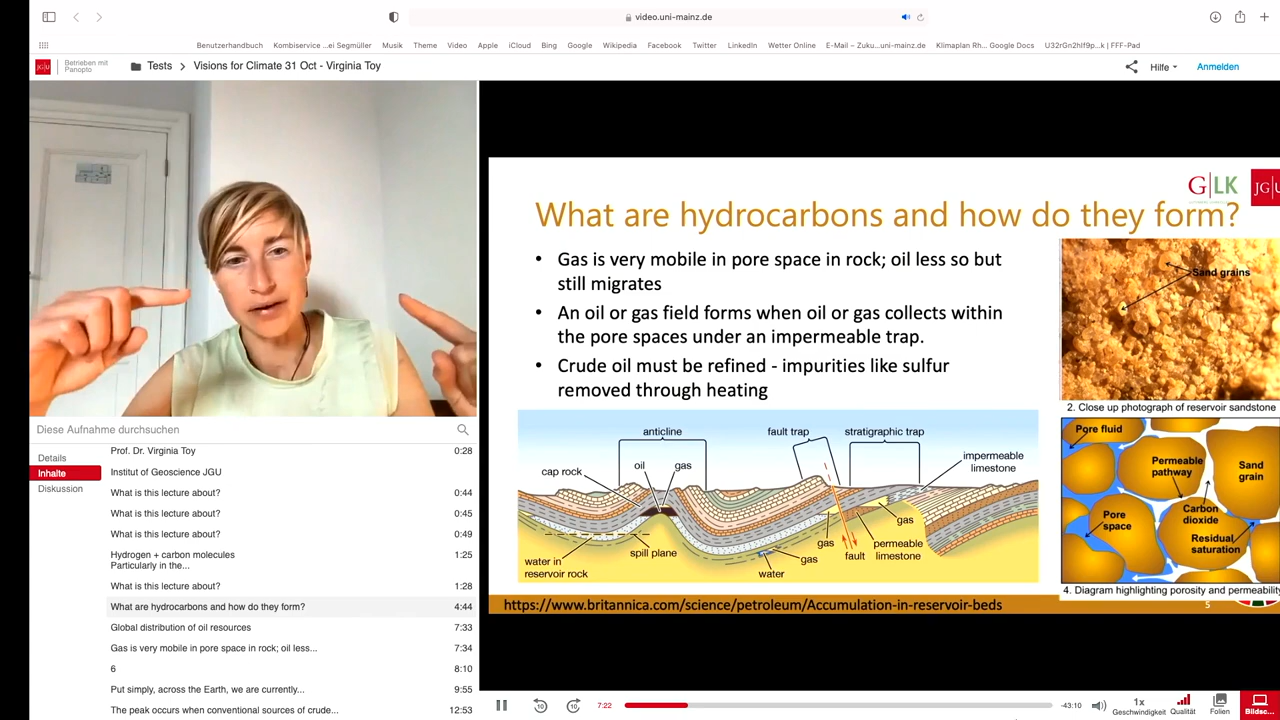 video.uni-mainz.de
Benutzerhandbuch
Kombiservice ...ei Segmüller
Musik
Theme
Video
Apple
iCloud
Bing
Google
Wikipedia
Facebook
Twitter
LinkedIn
Wetter Online
E-Mail – Zuku...uni-mainz.de
Klimaplan Rh... Google Docs
U32rGn2hIf9p...k | FFF-Pad
JGU
Betrieben mit
Panopto
Tests
Visions for Climate 31 Oct - Virginia Toy
Hilfe
Anmelden
G|LK
JGU
What are hydrocarbons and how do they form?
• Gas is very mobile in pore space in rock; oil less so but
still migrates
• An oil or gas field forms when oil or gas collects within
the pore spaces under an impermeable trap.
• Crude oil must be refined - impurities like sulfur
removed through heating
Sand grains
2. Close up photograph of reservoir sandstone
anticline
fault trap
stratigraphic trap
oil
gas
cap rock
impermeable
limestone
gas
gas
permeable
limestone
fault
spill plane
gas
water
water in
reservoir rock
Pore fluid
Permeable
pathway
Sand
grain
Pore
space
Carbon
dioxide
Residual
saturation
4. Diagram highlighting porosity and permeability
https://www.britannica.com/science/petroleum/Accumulation-in-reservoir-beds
5
Diese Aufnahme durchsuchen
Details
Inhalte
Diskussion
Prof. Dr. Virginia Toy 0:28
Institut of Geoscience JGU
What is this lecture about? 0:44
What is this lecture about? 0:45
What is this lecture about? 0:49
Hydrogen + carbon molecules 1:25
Particularly in the...
What is this lecture about? 1:28
What are hydrocarbons and how do they form? 4:44
Global distribution of oil resources 7:33
Gas is very mobile in pore space in rock; oil less... 7:34
6 8:10
Put simply, across the Earth, we are currently... 9:55
The peak occurs when conventional sources of crude... 12:53
10
10
7:22
-43:10
1x
Geschwindigkeit
Qualität
Folien
Bildsc...